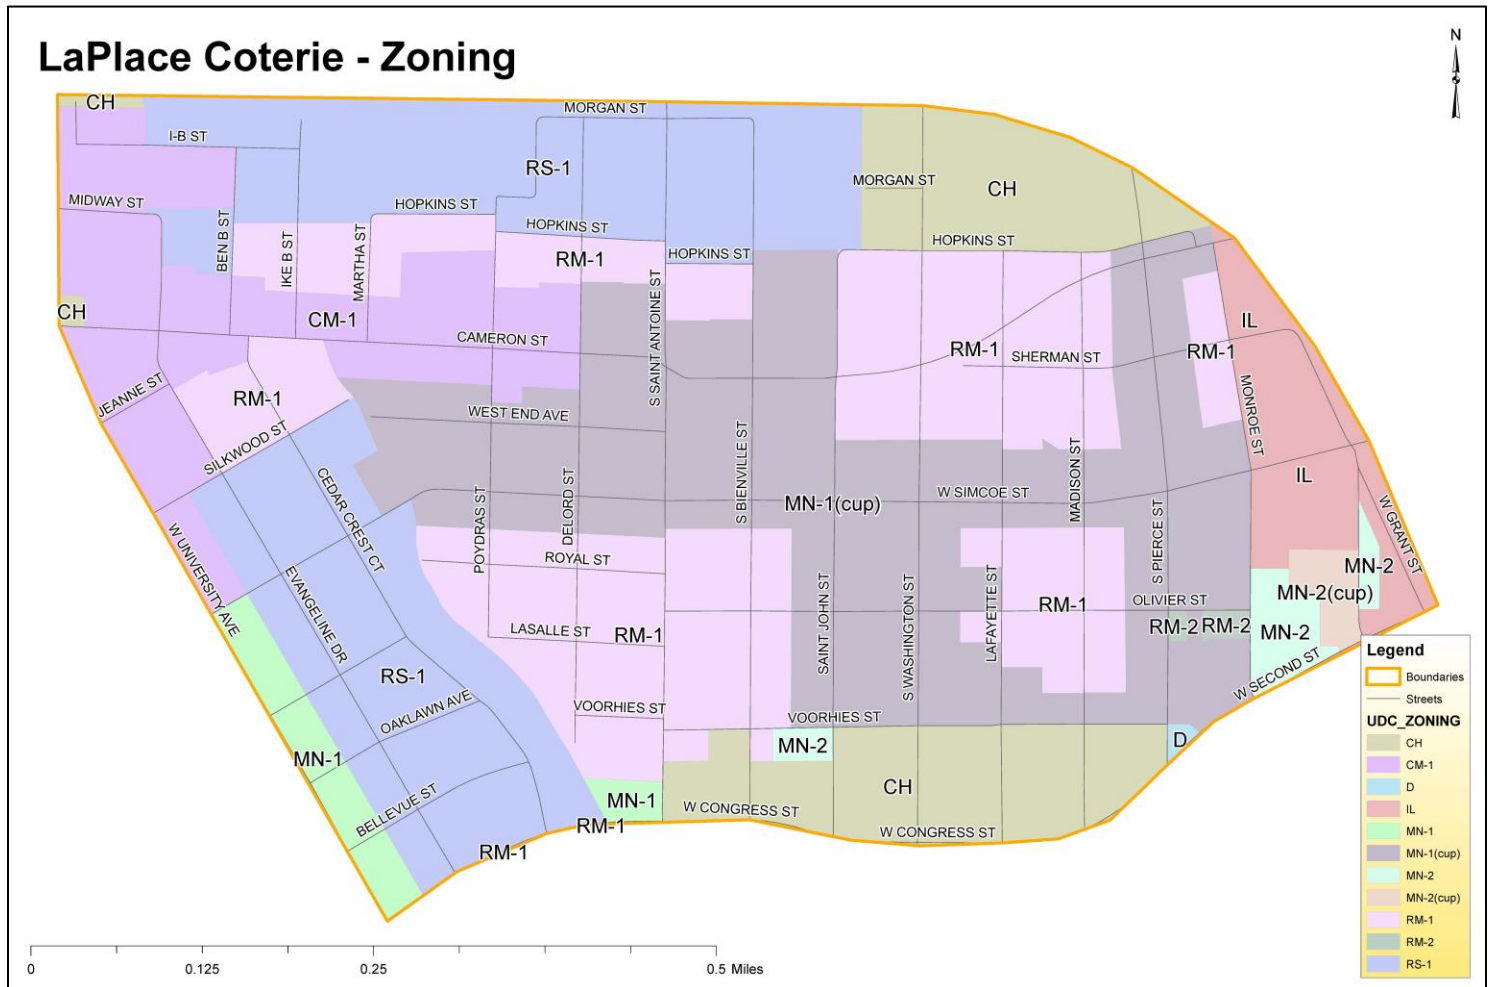 LaPlace Coterie - Zoning
N
CH
MORGAN ST
I-B ST
RS-1
MORGAN ST
CH
MIDWAY ST
HOPKINS ST
BEN B ST
IKE B ST
MARTHA ST
HOPKINS ST
HOPKINS ST
HOPKINS ST
RM-1
S SAINT ANTOINE ST
CH
CM-1
CAMERON ST
IL
RM-1
SHERMAN ST
RM-1
JEANNE ST
RM-1
WEST END AVE
MONROE ST
SILKWOOD ST
S BIENVILLE ST
MADISON ST
CEDAR CREST CT
POYDRAS ST
DELORD ST
MN-1(cup)
W SIMCOE ST
IL
S PIERCE ST
W GRANT ST
W UNIVERSITY AVE
EVANGELINE DR
ROYAL ST
MN-2
MN-2(cup)
SAINT JOHN ST
S WASHINGTON ST
LAFAYETTE ST
RM-1
OLIVIER ST
LASALLE ST
RM-1
RM-2
RM-2
MN-2
W SECOND ST
RS-1
OAKLAWN AVE
VOORHIES ST
VOORHIES ST
MN-2
D
MN-1
CH
BELLEVUE ST
MN-1
W CONGRESS ST
RM-1
W CONGRESS ST
RM-1
Legend
Boundaries
Streets
UDC_ZONING
CH
CM-1
D
IL
MN-1
MN-1(cup)
MN-2
MN-2(cup)
RM-1
RM-2
RS-1
0 0.125 0.25 0.5 Miles